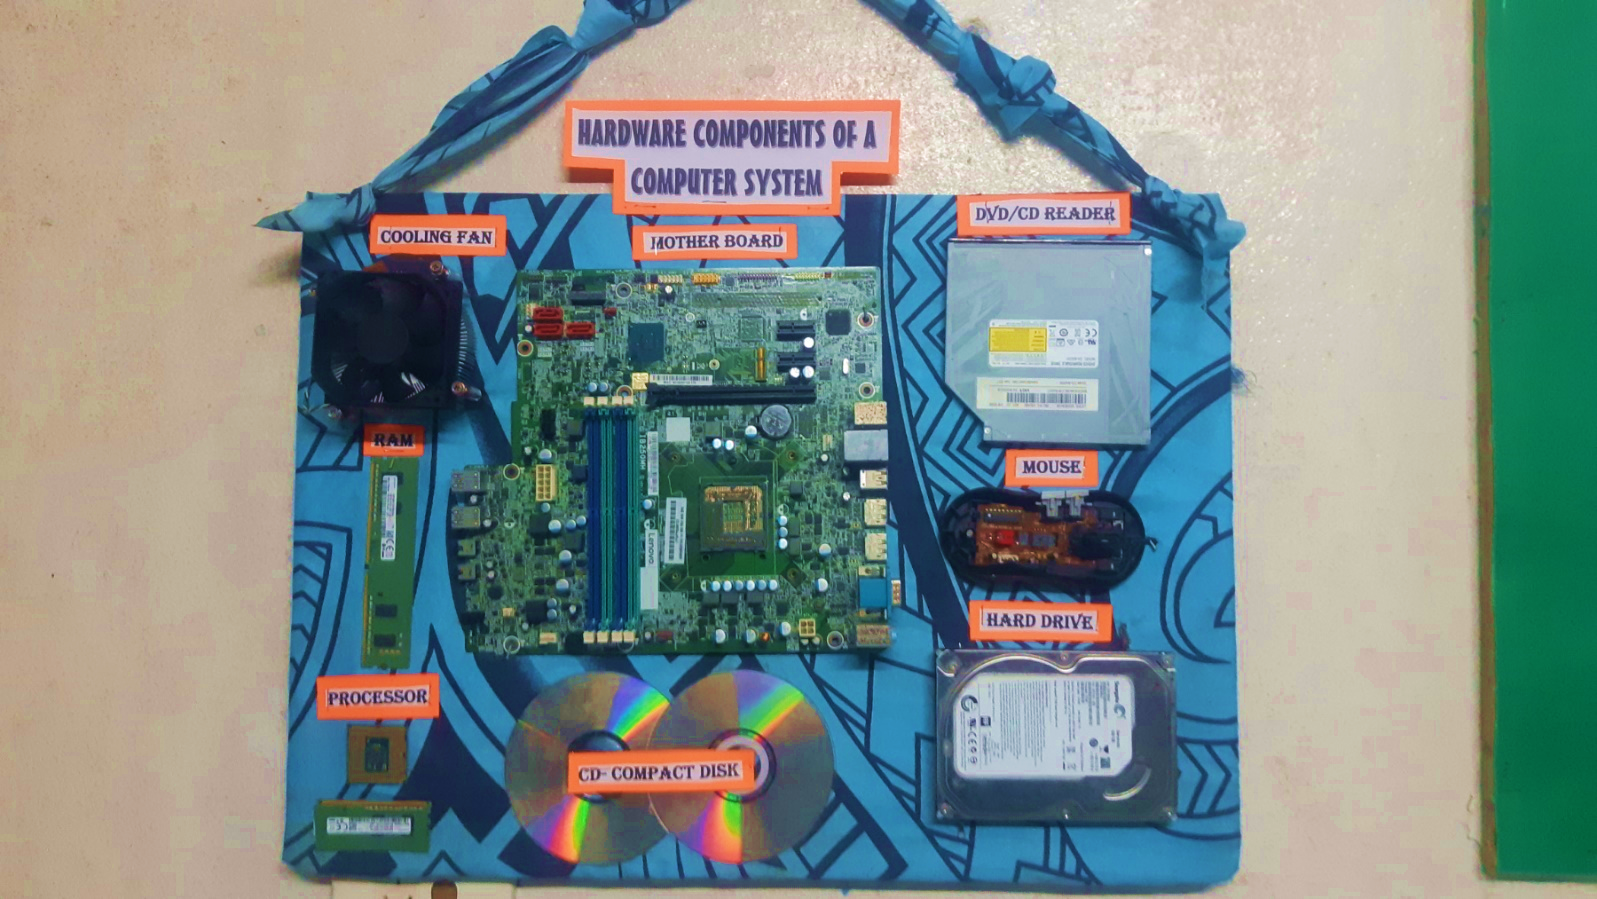 HARDWARE COMPONENTS OF A
COMPUTER SYSTEM
COOLING FAN
MOTHER BOARD
DVD/CD READER
RAM
MOUSE
Lenovo
HARD DRIVE
PROCESSOR
CD- COMPACT DISK